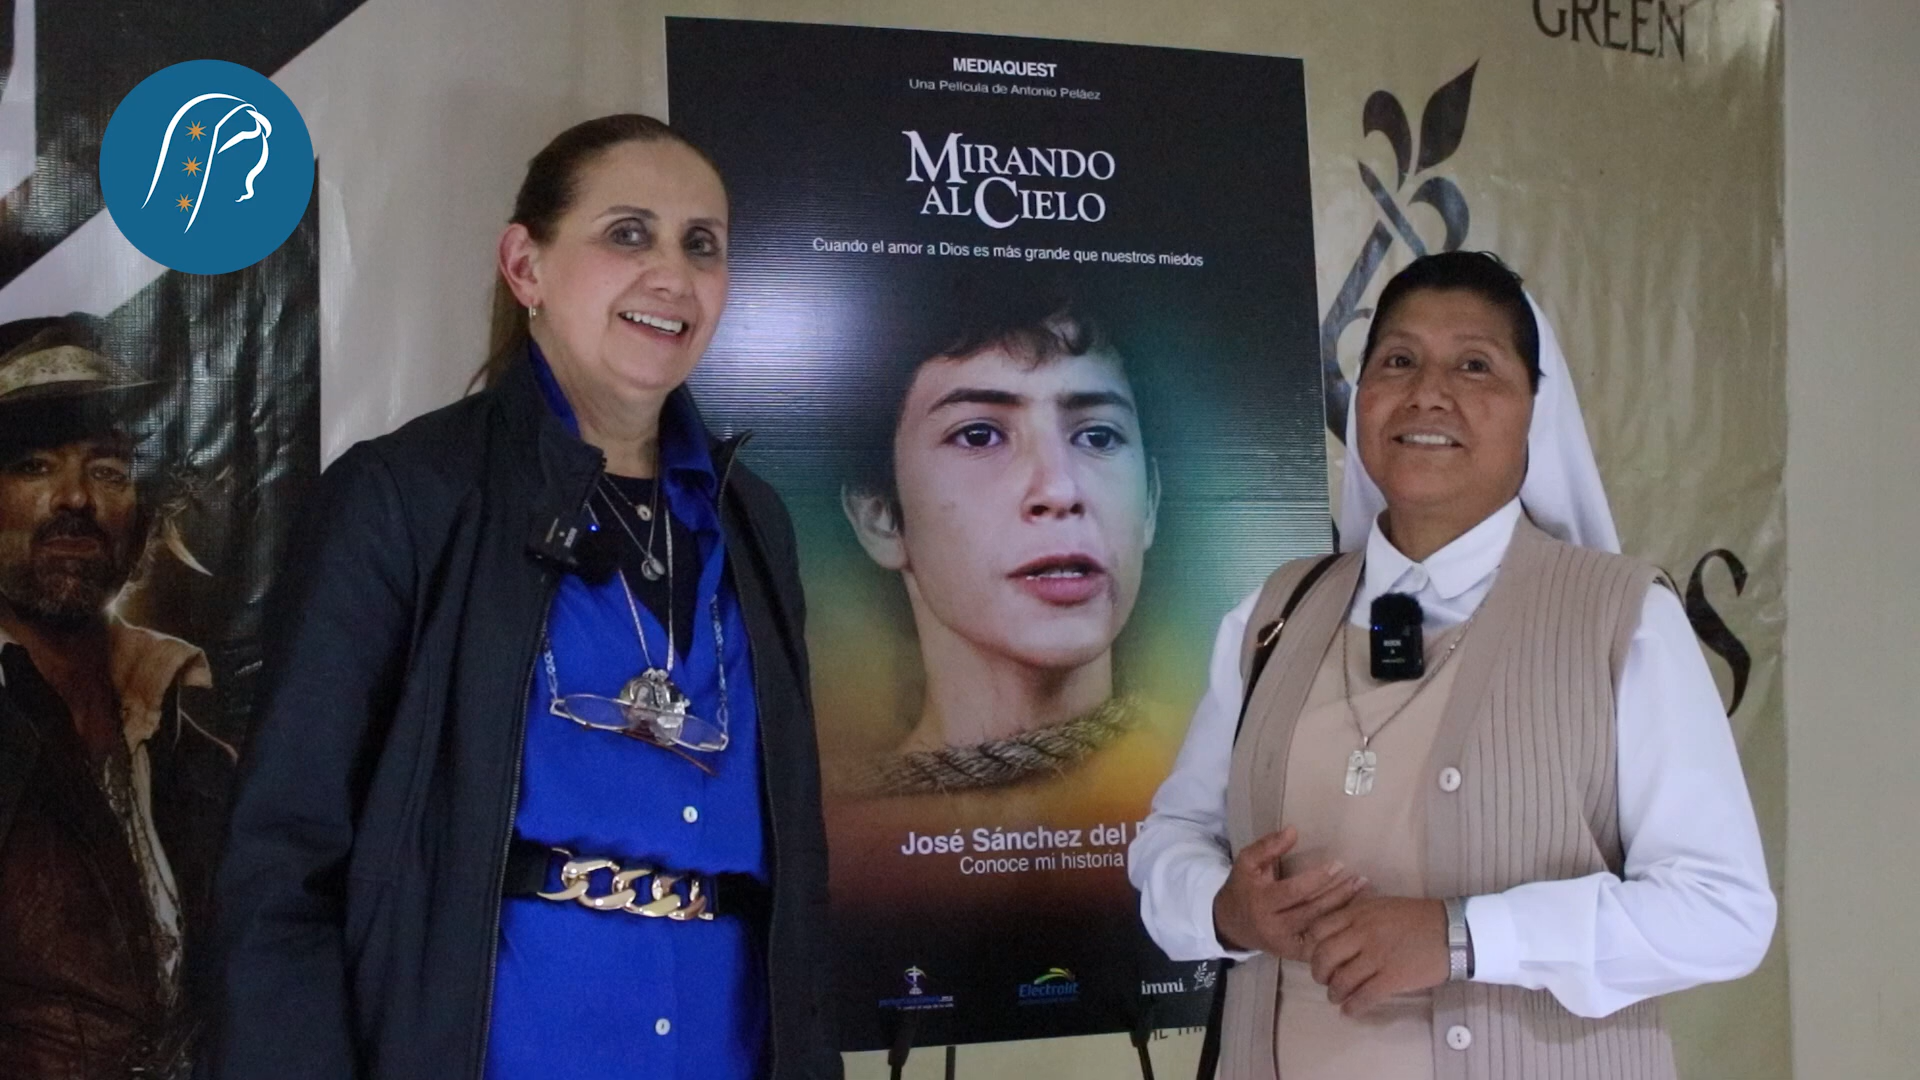 GREEN
MEDIAQUEST
Una Película de Antonio Peláez
MIRANDO
AL CIELO
Cuando el amor a Dios es más grande que nuestros miedos
José Sánchez del
Conoce mi historia
Electrolit
immi